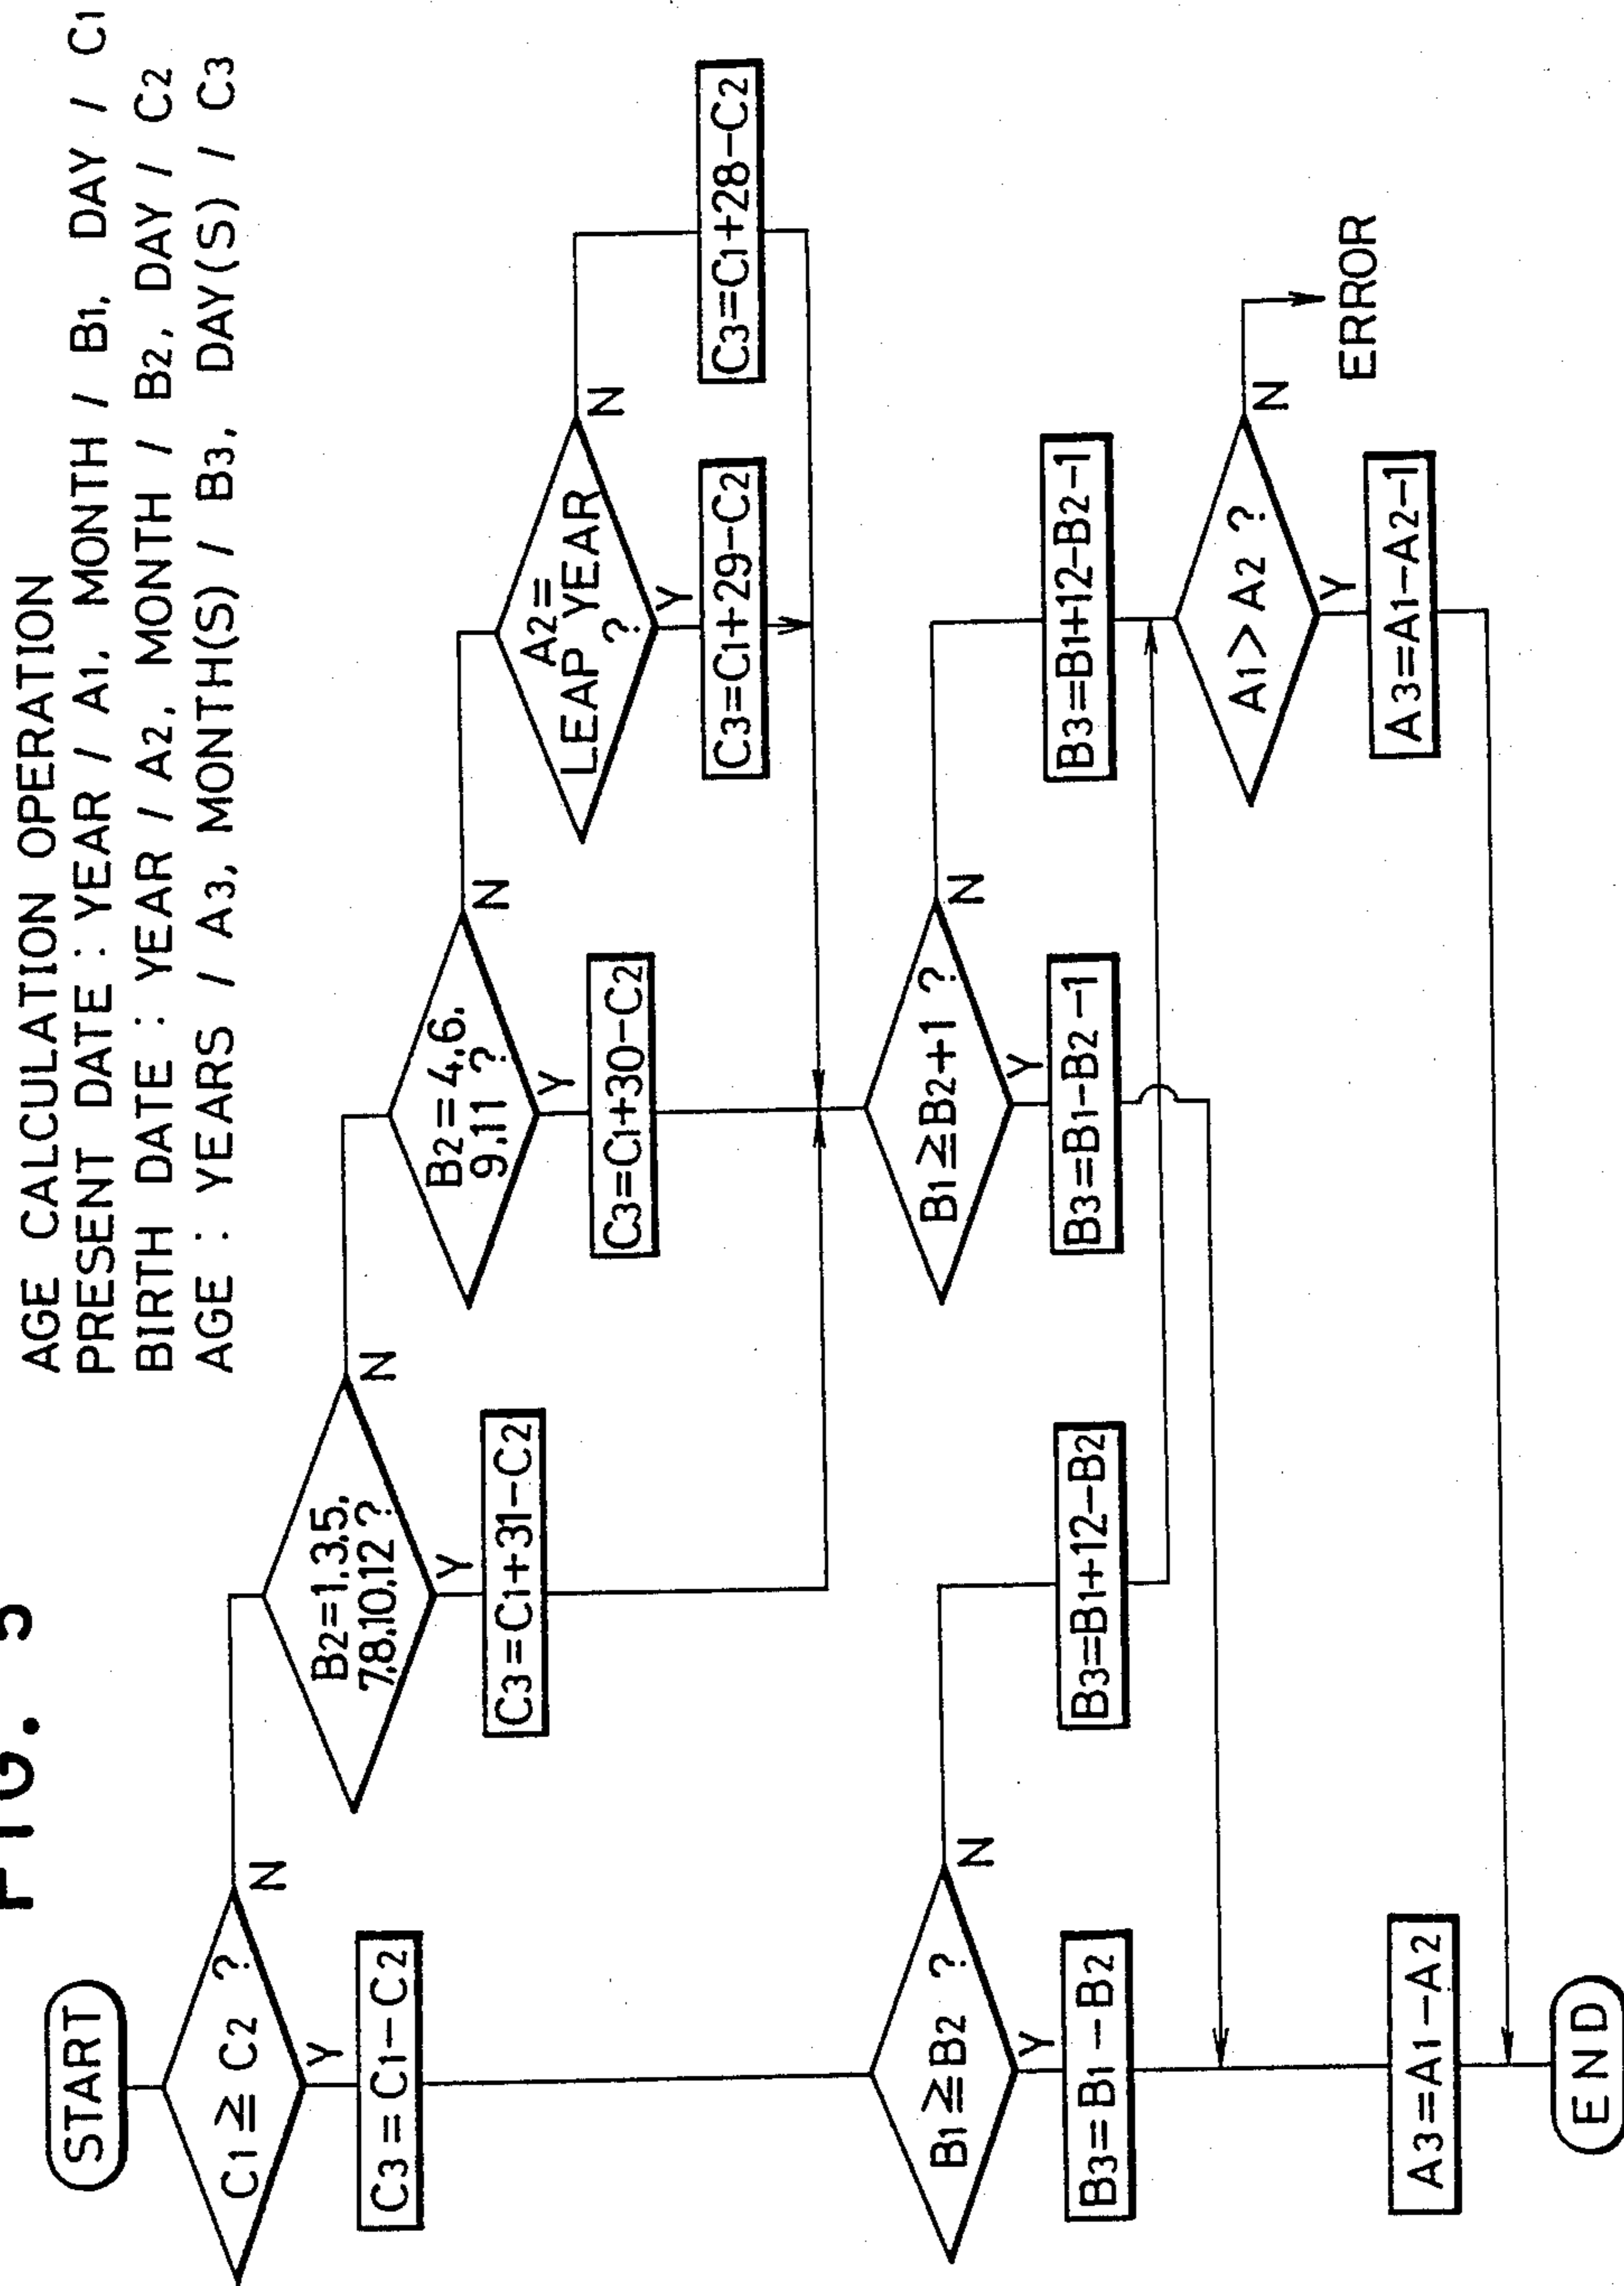 FIG. 5
AGE CALCULATION OPERATION
PRESENT DATE : YEAR / A1, MONTH / B1, DAY / C1
BIRTH DATE : YEAR / A2, MONTH / B2, DAY / C2
AGE : YEARS / A3, MONTH(S) / B3, DAY(S) / C3
START
C1 ≧ C2 ?
N
Y
C3 = C1-C2
B2=1,3,5,
7,8,10,12 ?
N
Y
C3=C1+31-C2
B2=4,6,
9,11 ?
N
Y
C3=C1+30-C2
A2=
LEAP YEAR
?
N
Y
C3=C1+29-C2
C3=C1+28-C2
B1≧B2 ?
N
Y
B3=B1-B2
B3=B1+12-B2
B1≧B2+1 ?
N
Y
B3=B1-B2-1
B3=B1+12-B2-1
A1> A2 ?
N
Y
ERROR
A3=A1-A2-1
A3=A1-A2
END